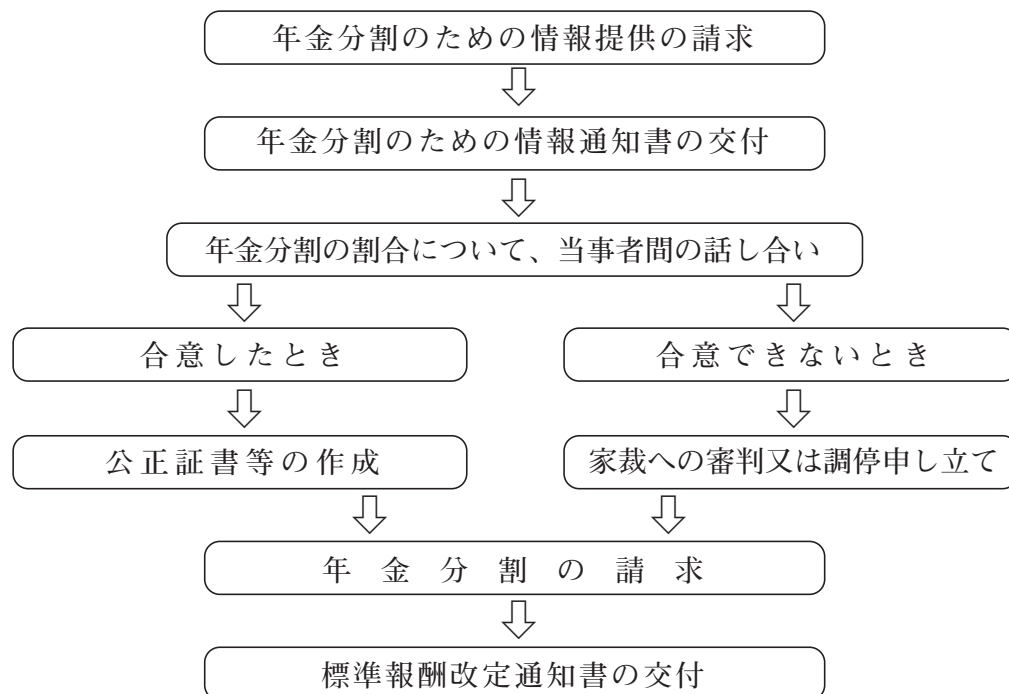 年金分割のための情報提供の請求
年金分割のための情報通知書の交付
年金分割の割合について、当事者間の話し合い
合意したとき
合意できないとき
公正証書等の作成
家裁への審判又は調停申し立て
年金分割の請求
標準報酬改定通知書の交付